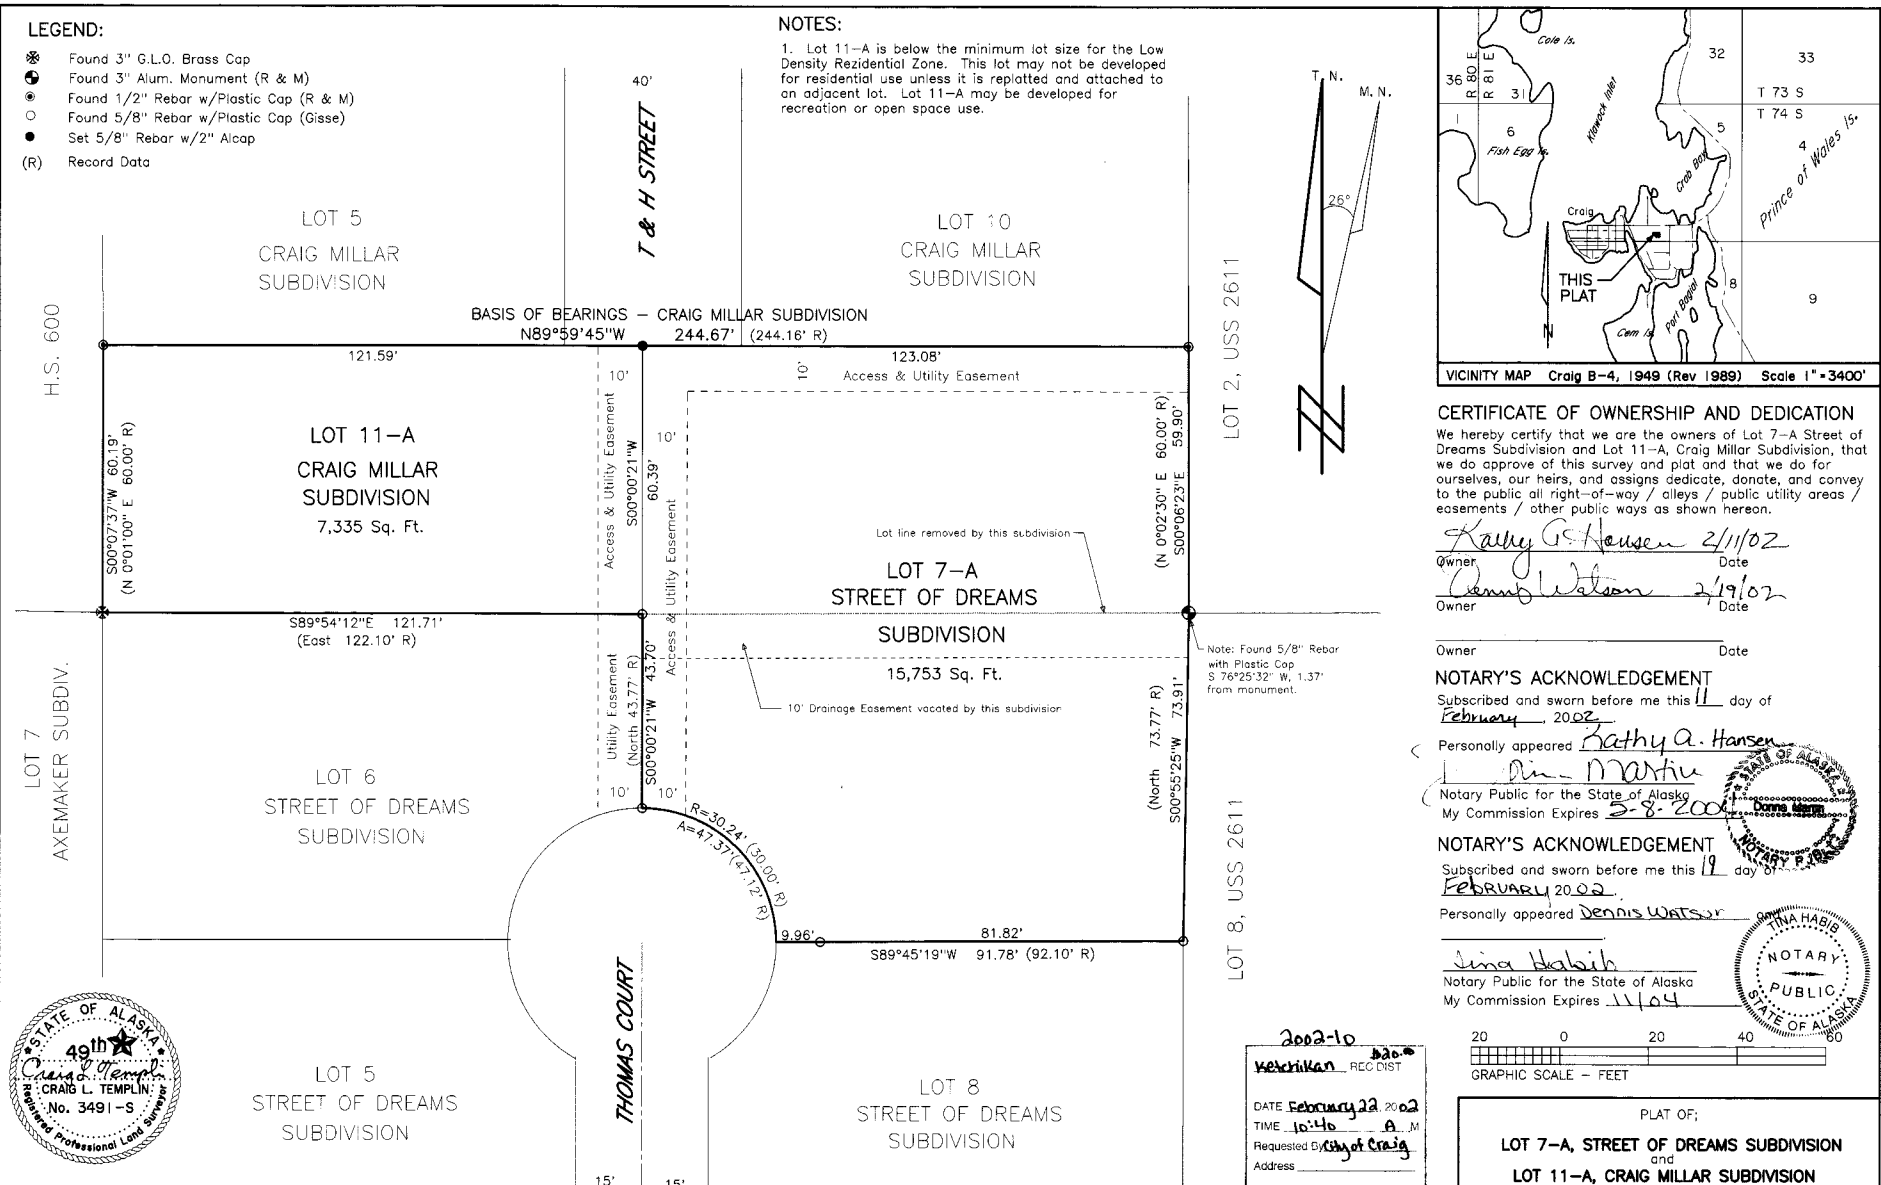 LEGEND:
Found 3" G.L.O. Brass Cap
Found 3" Alum. Monument (R & M)
Found 1/2" Rebar w/Plastic Cap (R & M)
Found 5/8" Rebar w/Plastic Cap (Gisse)
Set 5/8" Rebar w/2" Alcap
(R) Record Data
NOTES:
1. Lot 11-A is below the minimum lot size for the Low
Density Rezidential Zone. This lot may not be developed
for residential use unless it is replatted and attached to
an adjacent lot. Lot 11-A may be developed for
recreation or open space use.
40'
T & H STREET
LOT 5
CRAIG MILLAR
SUBDIVISION
LOT 10
CRAIG MILLAR
SUBDIVISION
T. N.
M. N.
26°
N
H.S. 600
LOT 2, USS 2611
BASIS OF BEARINGS - CRAIG MILLAR SUBDIVISION
N89°59'45"W 244.67' (244.16' R)
121.59'
123.08'
10'
10'
Access & Utility Easement
LOT 11-A
CRAIG MILLAR
SUBDIVISION
7,335 Sq. Ft.
S00°07'37"W 60.19'
(N 0°01'00" E 60.00' R)
Access & Utility Easement
S00°00'21"W
60.39'
10'
Access & Utility Easement
(N 0°02'30" E 60.00' R)
S00°06'23"E 59.90'
Lot line removed by this subdivision
LOT 7-A
STREET OF DREAMS
SUBDIVISION
15,753 Sq. Ft.
S89°54'12"E 121.71'
(East 122.10' R)
Note: Found 5/8" Rebar
with Plastic Cap
S 76°25'32" W, 1.37'
from monument.
10' Drainage Easement vacated by this subdivision
Utility Easement
(North 43.77' R)
S00°00'21"W 43.70'
10' 10'
(North 73.77' R)
S00°55'25"W 73.91'
LOT 7
AXEMAKER SUBDIV.
LOT 6
STREET OF DREAMS
SUBDIVISION
R=30.24' (30.00' R)
A=47.37'(47.12' R)
LOT 8, USS 2611
9.96'
81.82'
S89°45'19"W 91.78' (92.10' R)
THOMAS COURT
LOT 5
STREET OF DREAMS
SUBDIVISION
LOT 8
STREET OF DREAMS
SUBDIVISION
15' 15'
STATE OF ALASKA
49th
Craig L. Templin
CRAIG L. TEMPLIN
No. 3491-S
Registered Professional Land Surveyor
2002-10
$20.00
Ketchikan REC DIST
DATE February 22, 2002
TIME 10:40 A M
Requested By City of Craig
Address
Cole Is.
32
33
36
R 80 E
R 81 E
31
T 73 S
T 74 S
Klawock Inlet
1
6
5
4
Fish Egg Is.
Crab Bay
Prince of Wales Is.
Craig
THIS
PLAT
8
9
Port Bagial
Cem Is.
N
VICINITY MAP Craig B-4, 1949 (Rev 1989) Scale 1"=3400'
CERTIFICATE OF OWNERSHIP AND DEDICATION
We hereby certify that we are the owners of Lot 7-A Street of
Dreams Subdivision and Lot 11-A, Craig Millar Subdivision, that
we do approve of this survey and plat and that we do for
ourselves, our heirs, and assigns dedicate, donate, and convey
to the public all right-of-way / alleys / public utility areas /
easements / other public ways as shown hereon.
Kathy G. Hansen 2/11/02
Owner Date
Dennis Watson 2/19/02
Owner Date
Owner Date
NOTARY'S ACKNOWLEDGEMENT
Subscribed and sworn before me this 11 day of
February, 2002.
Personally appeared Kathy A. Hansen
Martin
Notary Public for the State of Alaska
My Commission Expires 5-8-200
STATE OF ALASKA
Donna Martin
NOTARY PUBLIC
NOTARY'S ACKNOWLEDGEMENT
Subscribed and sworn before me this 19 day of
FebRUARY 2002.
Personally appeared Dennis Watson
Tina Habib
Notary Public for the State of Alaska
My Commission Expires 11/04
TINA HABIB
NOTARY
PUBLIC
STATE OF ALASKA
20 0 20 40 60
GRAPHIC SCALE - FEET
PLAT OF;
LOT 7-A, STREET OF DREAMS SUBDIVISION
and
LOT 11-A, CRAIG MILLAR SUBDIVISION